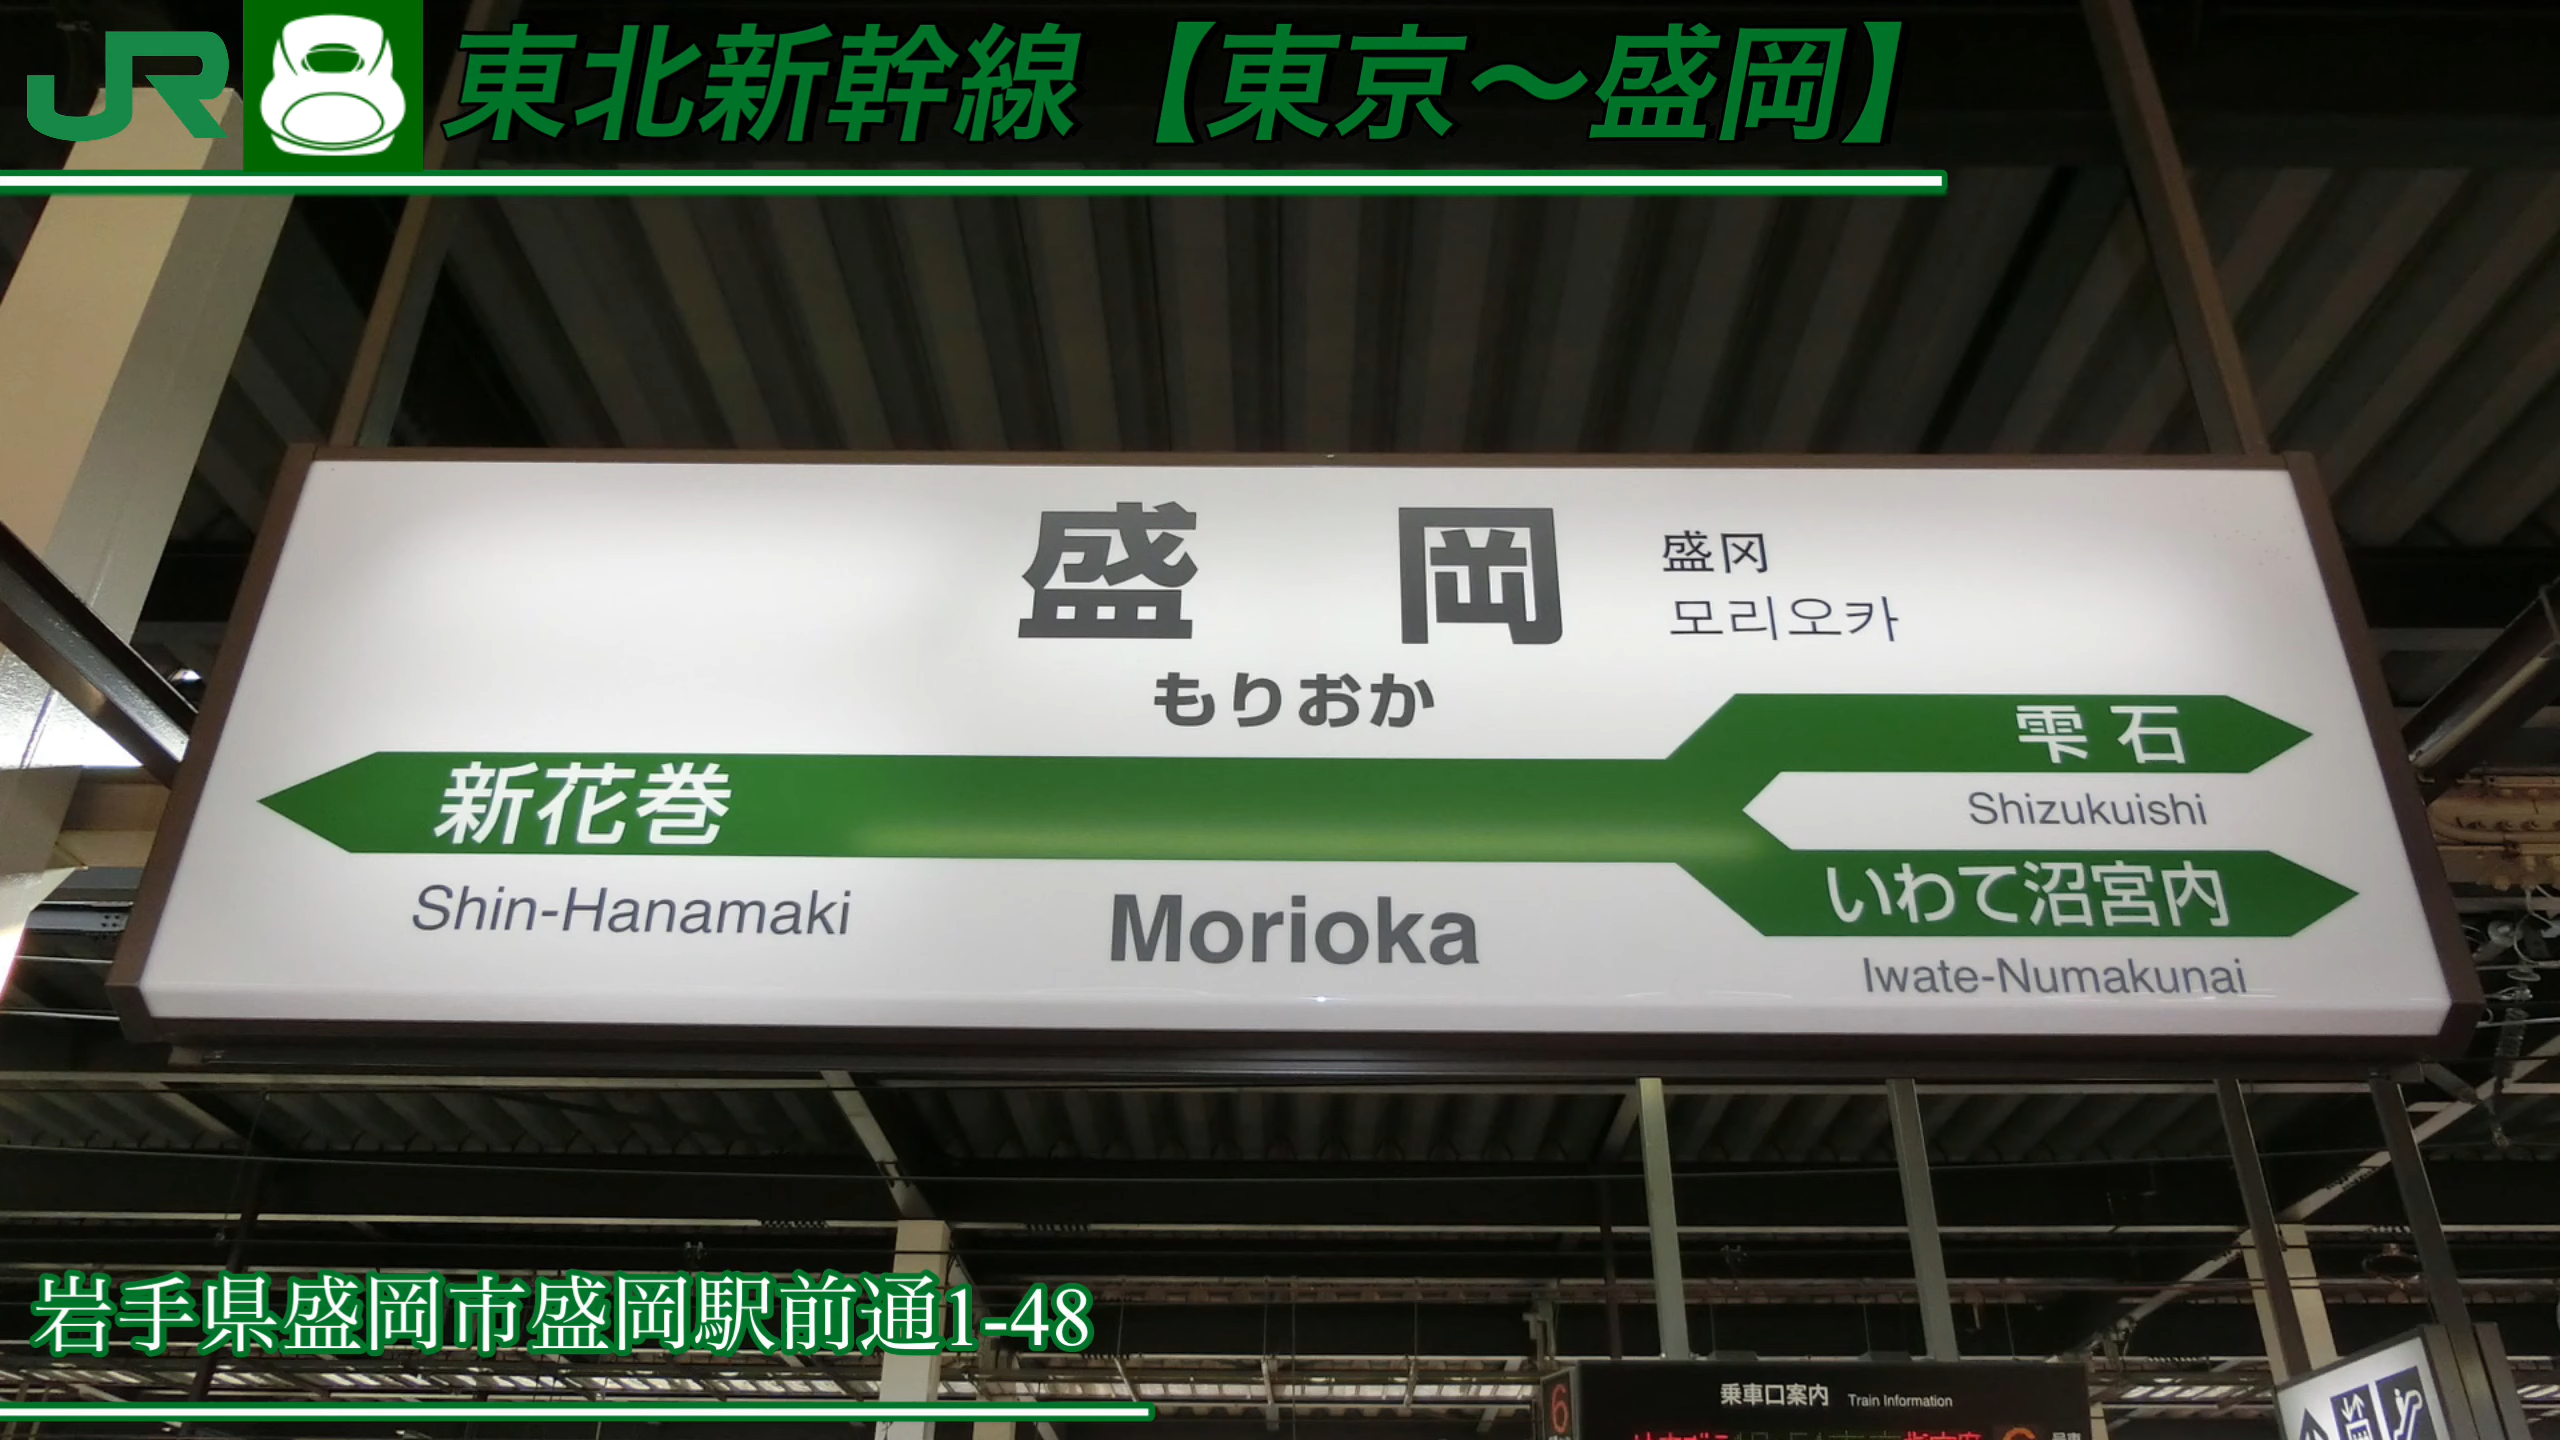 JR 東北新幹線【東京～盛岡】
盛岡
盛冈
모리오카
もりおか
雫石
Shizukuishi
新花巻
Shin-Hanamaki
Morioka
いわて沼宮内
Iwate-Numakunai
岩手県盛岡市盛岡駅前通1-48
乗車口案内 Train Information
6